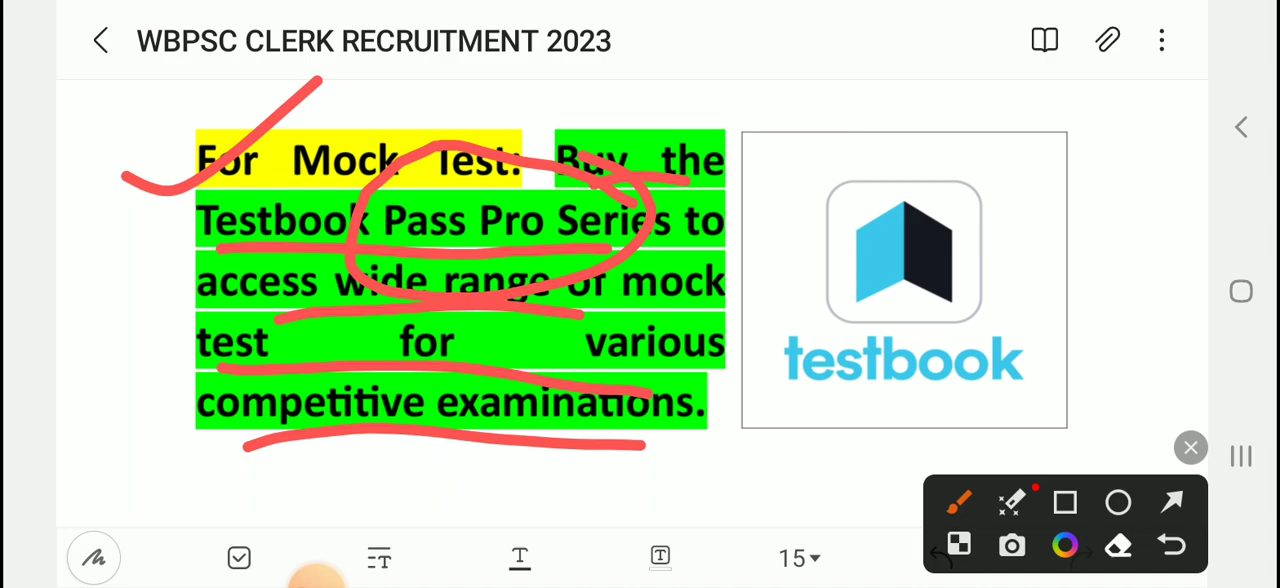 WBPSC CLERK RECRUITMENT 2023
For Mock Test: Buy the
Testbook Pass Pro Series to
access wide range of mock
test for various
competitive examinations.
testbook
15